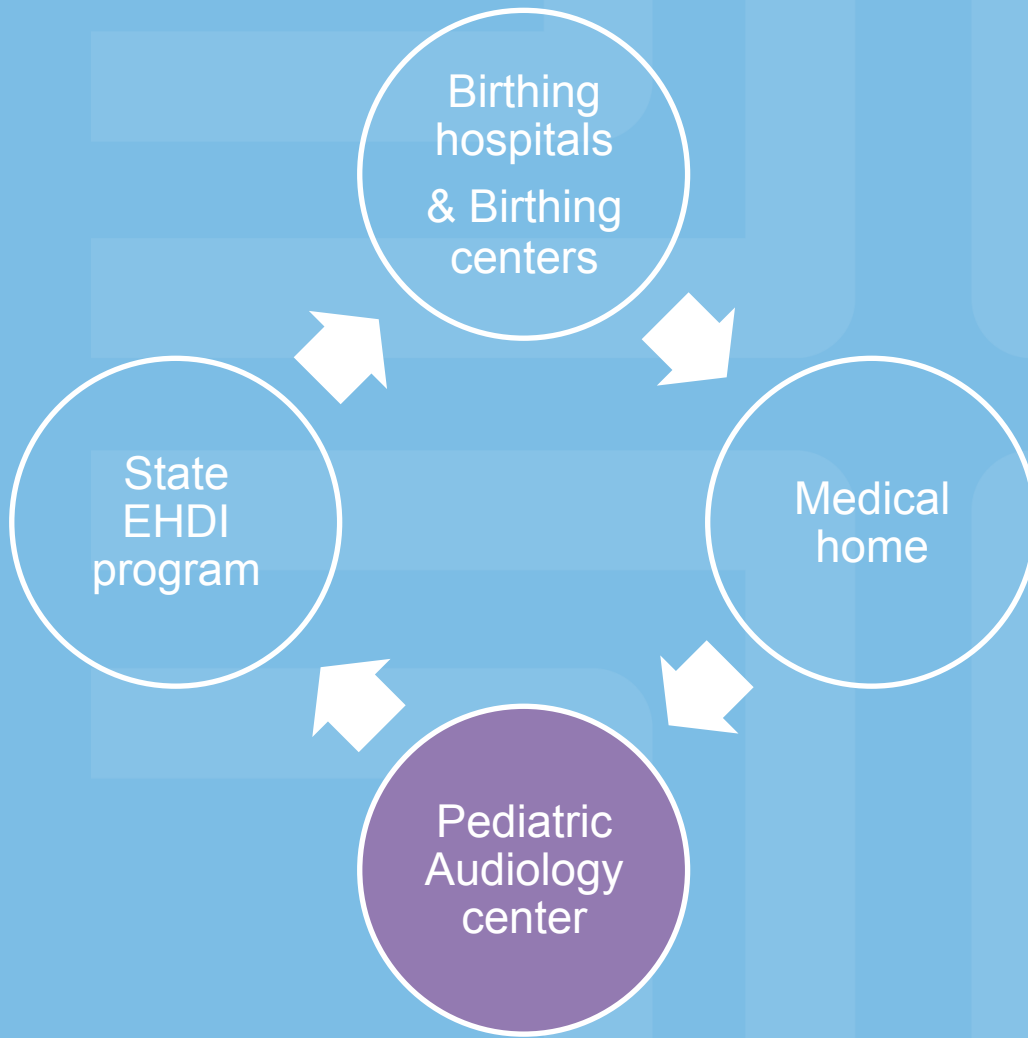 Birthing
hospitals
& Birthing
centers
State
EHDI
program
Medical
home
Pediatric
Audiology
center